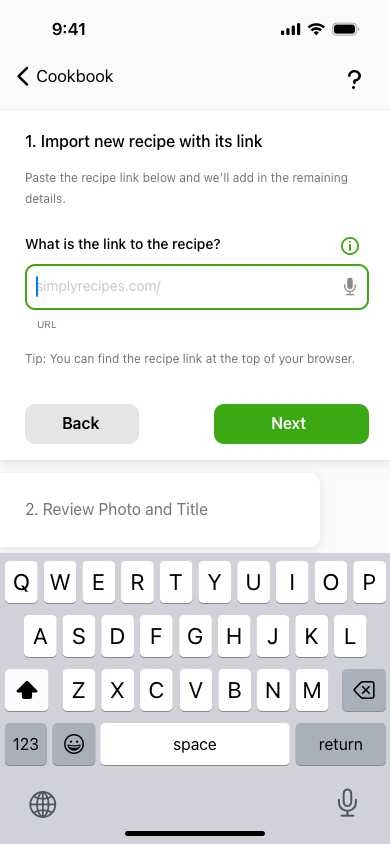 9:41
Cookbook
?
1. Import new recipe with its link
Paste the recipe link below and we'll add in the remaining
details.
What is the link to the recipe?
simplyrecipes.com/
URL
Tip: You can find the recipe link at the top of your browser.
Back Next
2. Review Photo and Title
Q W E R T Y U I O P
A S D F G H J K L
Z X C V B N M
123 space return